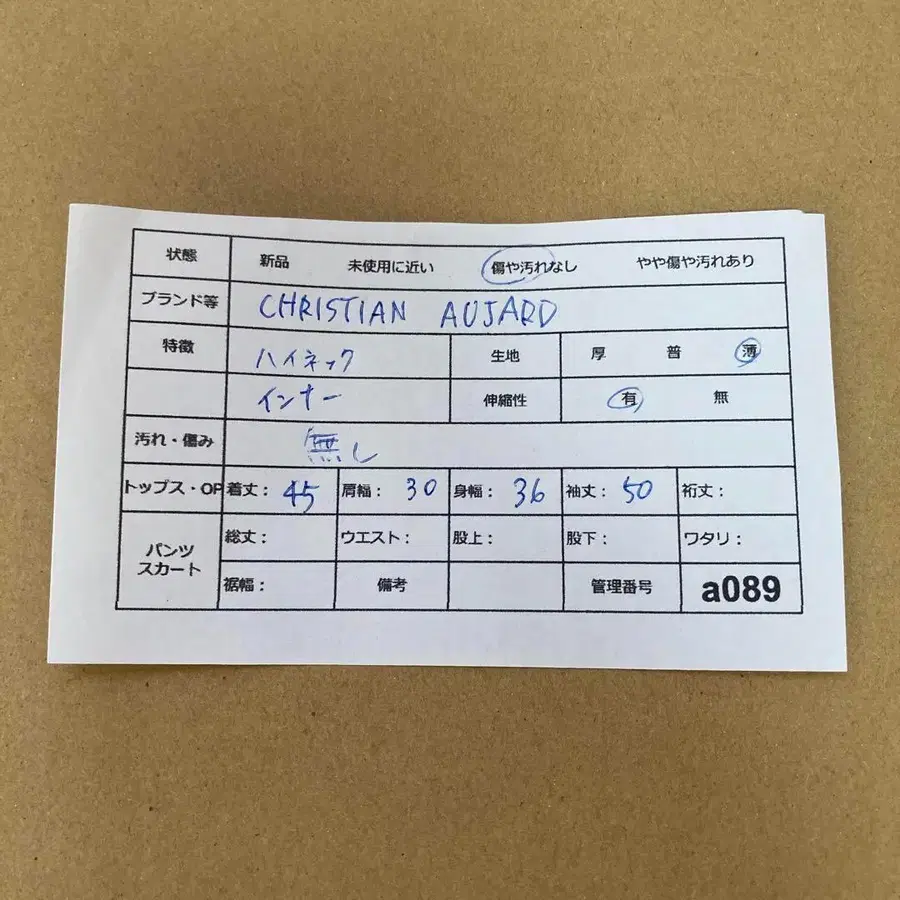 状態 新品 未使用に近い 傷や汚れなし やや傷や汚れあり
ブランド等 CHRISTIAN AUJARD
特徴 ハイネック 生地 厚 普 薄
インナー 伸縮性 有 無
汚れ・傷み 無し
トップス・OP 着丈: 45 肩幅: 30 身幅: 36 袖丈: 50 裄丈:
パンツ スカート 総丈: ウエスト: 股上: 股下: ワタリ:
裾幅: 備考 管理番号 a089